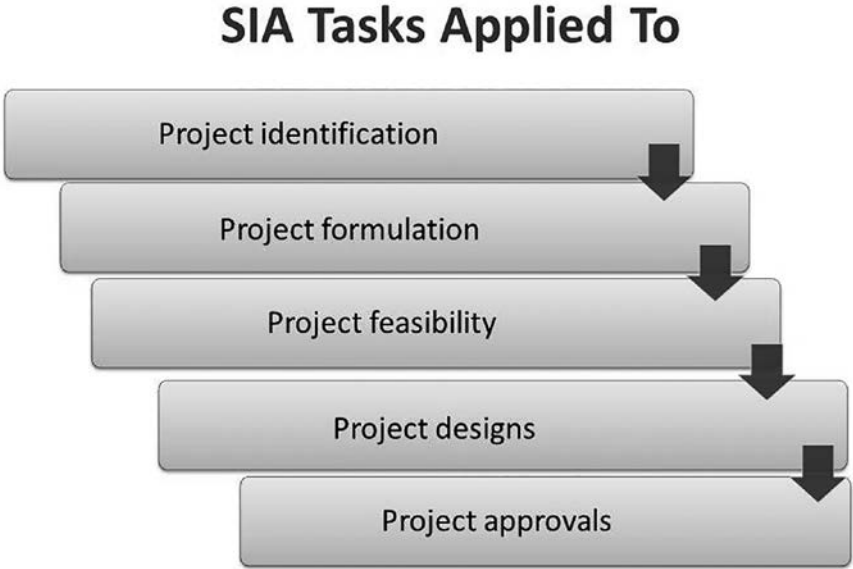 SIA Tasks Applied To
Project identification
Project formulation
Project feasibility
Project designs
Project approvals